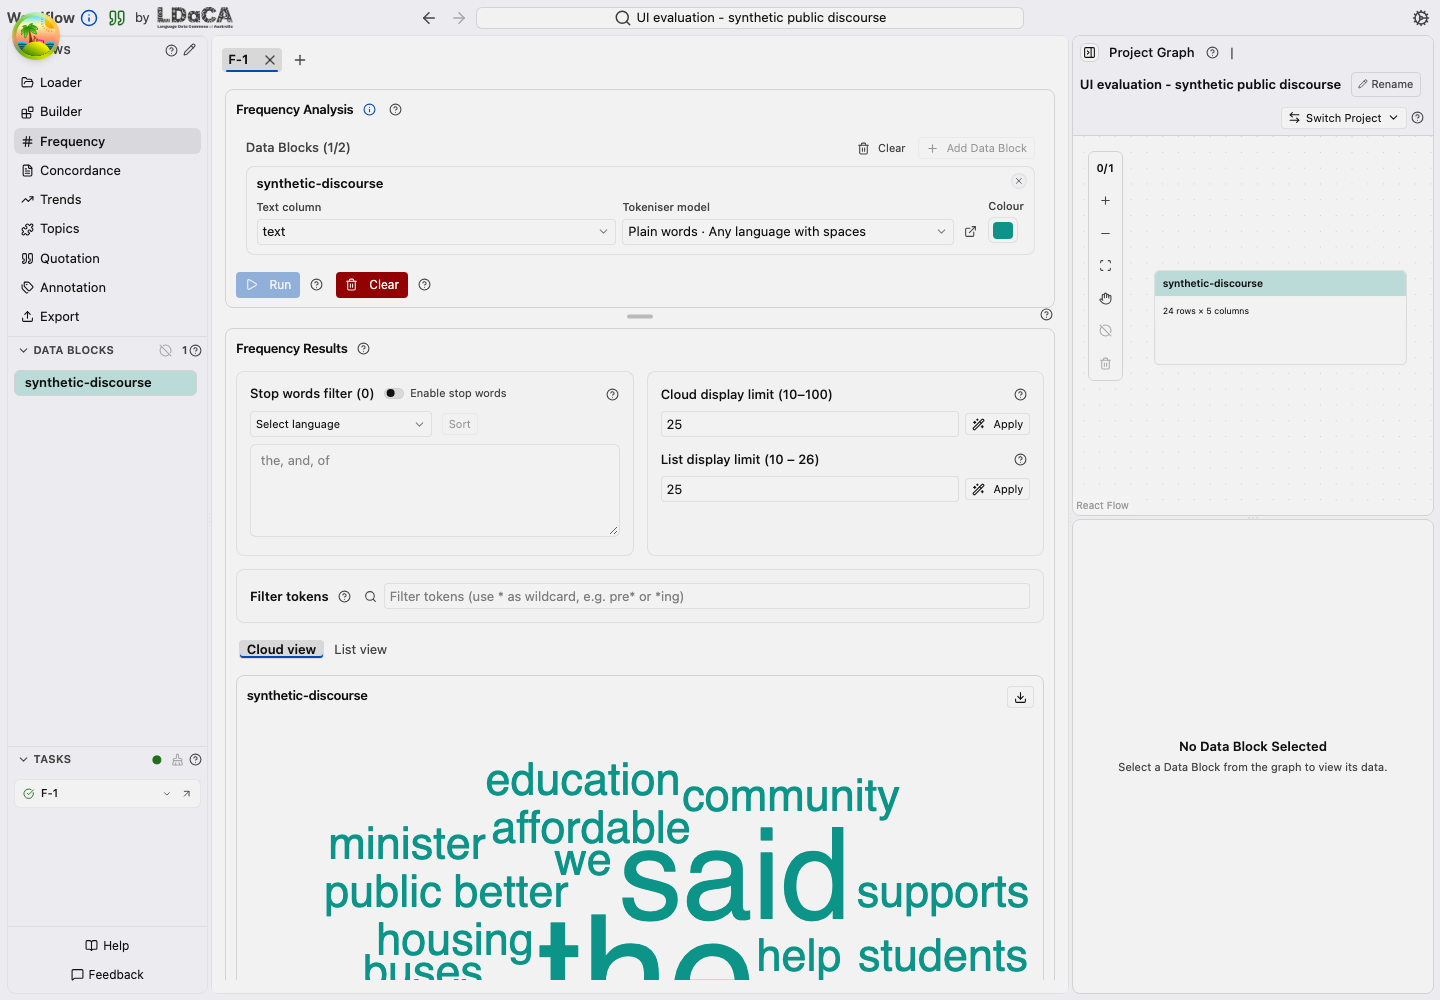 by LDaCA
Language Data Commons of Australia
UI evaluation - synthetic public discourse
Loader
Builder
Frequency
Concordance
Trends
Topics
Quotation
Annotation
Export
DATA BLOCKS 1
synthetic-discourse
TASKS
F-1
Help
Feedback
F-1
Frequency Analysis
Data Blocks (1/2)
Clear
Add Data Block
synthetic-discourse
Text column
Tokeniser model
Colour
text
Plain words · Any language with spaces
Run
Clear
Frequency Results
Stop words filter (0)
Enable stop words
Select language
Sort
the, and, of
Cloud display limit (10–100)
25
Apply
List display limit (10 – 26)
25
Apply
Filter tokens
Filter tokens (use * as wildcard, e.g. pre* or *ing)
Cloud view
List view
synthetic-discourse
education
community
affordable
minister
we
said
public better
supports
housing
the
help students
buses
Project Graph
UI evaluation - synthetic public discourse
Rename
Switch Project
0/1
synthetic-discourse
24 rows × 5 columns
React Flow
No Data Block Selected
Select a Data Block from the graph to view its data.